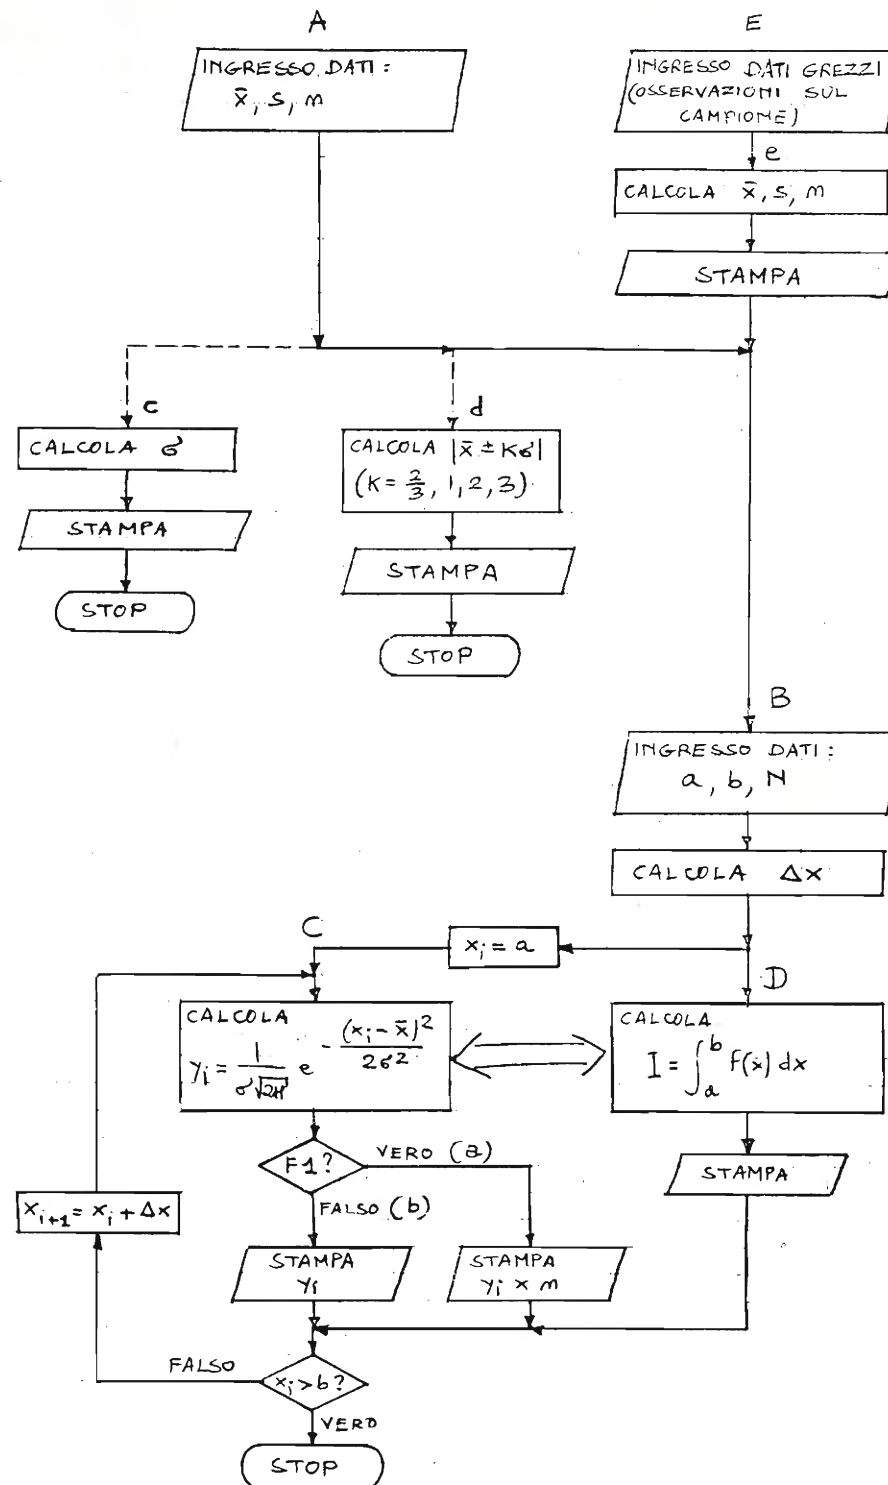 A
INGRESSO DATI:
x̄, s, m
E
INGRESSO DATI GREZZI
(OSSERVAZIONI SUL
CAMPIONE)
e
CALCOLA x̄, s, m
STAMPA
c
CALCOLA σ
STAMPA
STOP
d
CALCOLA |x̄ ± Kσ|
(K = 2/3, 1, 2, 3)
STAMPA
STOP
B
INGRESSO DATI:
a, b, N
CALCOLA Δx
xi = a
C
CALCOLA
yi = 1/(σ√2π) e^-(xi - x̄)²/2σ²
D
CALCOLA
I = ∫_a^b f(x) dx
F1?
VERO (a)
FALSO (b)
STAMPA
yi
STAMPA
yi × m
STAMPA
xi+1 = xi + Δx
xi > b?
FALSO
VERO
STOP